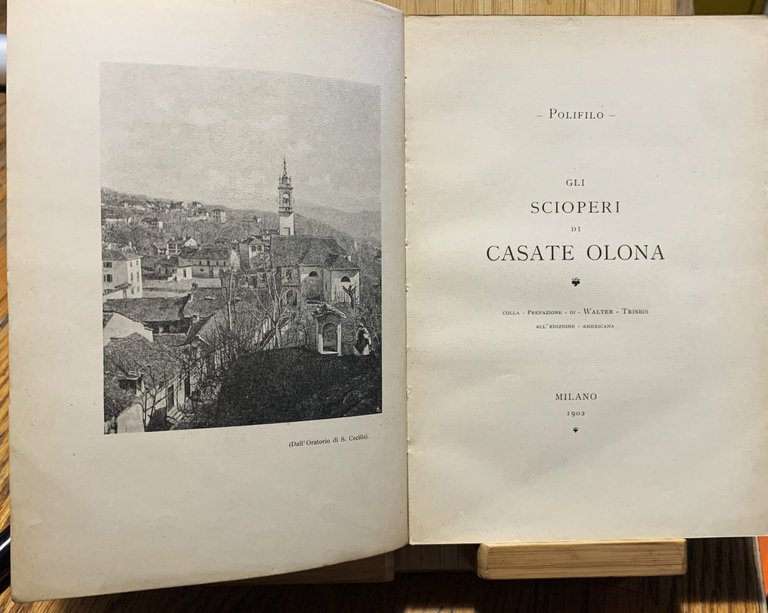 (Dall'Oratorio di S. Cecilia).
– POLIFILO –
GLI
SCIOPERI
DI
CASATE OLONA
COLLA · PREFAZIONE · DI · WALTER · TRISBIS
ALL'EDIZIONE · AMERICANA
MILANO
1902